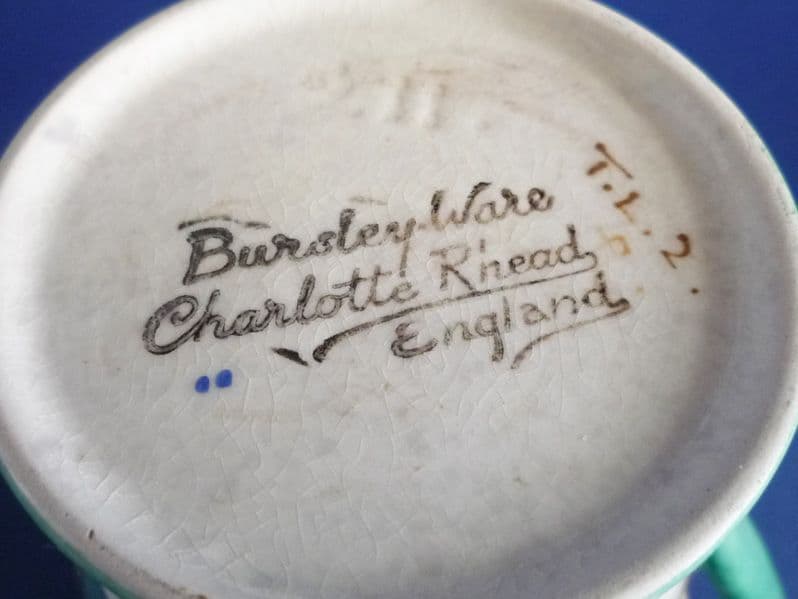 H
Bursley Ware
Charlotte Rhead
England
T.L.2.